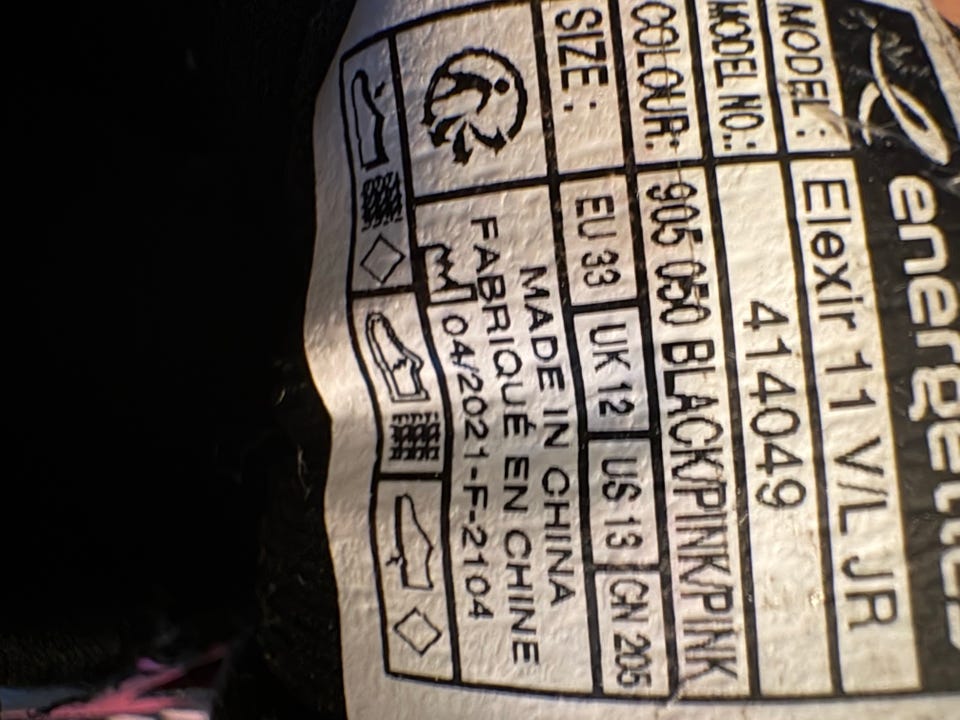 energetics
MODEL: Elexir 11 V/L JR
MODEL NO.: 414049
COLOUR: 905 050 BLACK/PINK/PINK
SIZE: EU 33 UK 12 US 13 CN 205
MADE IN CHINA
FABRIQUÉ EN CHINE
04/2021-F-2104